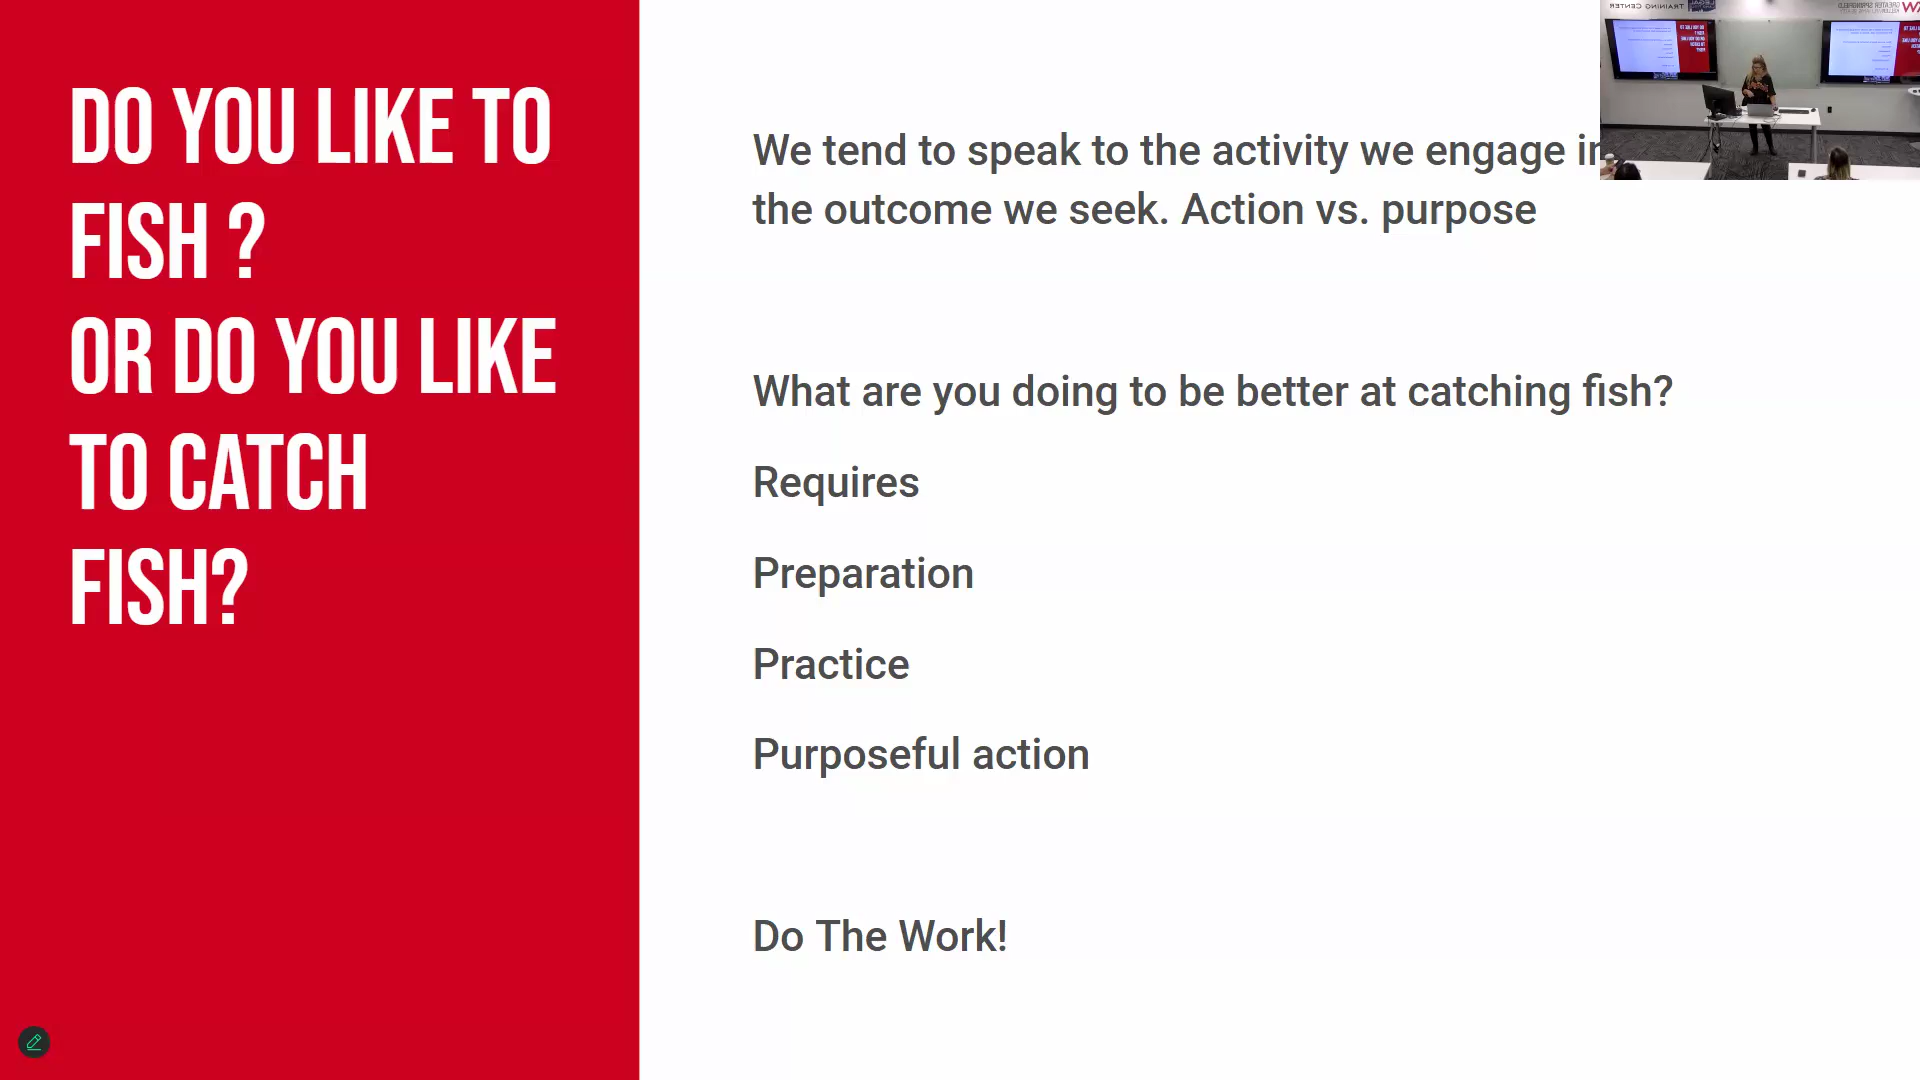 DO YOU LIKE TO
FISH ?
OR DO YOU LIKE
TO CATCH
FISH?
We tend to speak to the activity we engage
the outcome we seek. Action vs. purpose
What are you doing to be better at catching fish?
Requires
Preparation
Practice
Purposeful action
Do The Work!
TRAINING CENTER
GREATER SPRINGFIELD